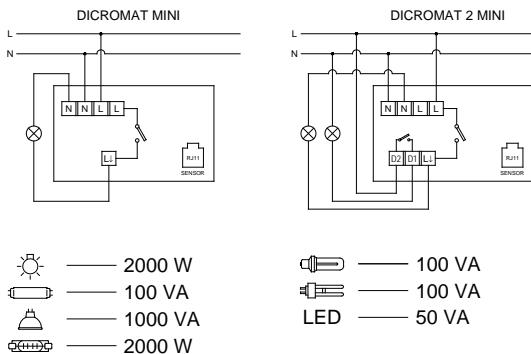 DICROMAT MINI
L
N
N N L L
L↓
RJ11
SENSOR
DICROMAT 2 MINI
L
N
N N L L
D2 D1 L↓
RJ11
SENSOR
2000 W
100 VA
1000 VA
2000 W
100 VA
100 VA
LED 50 VA